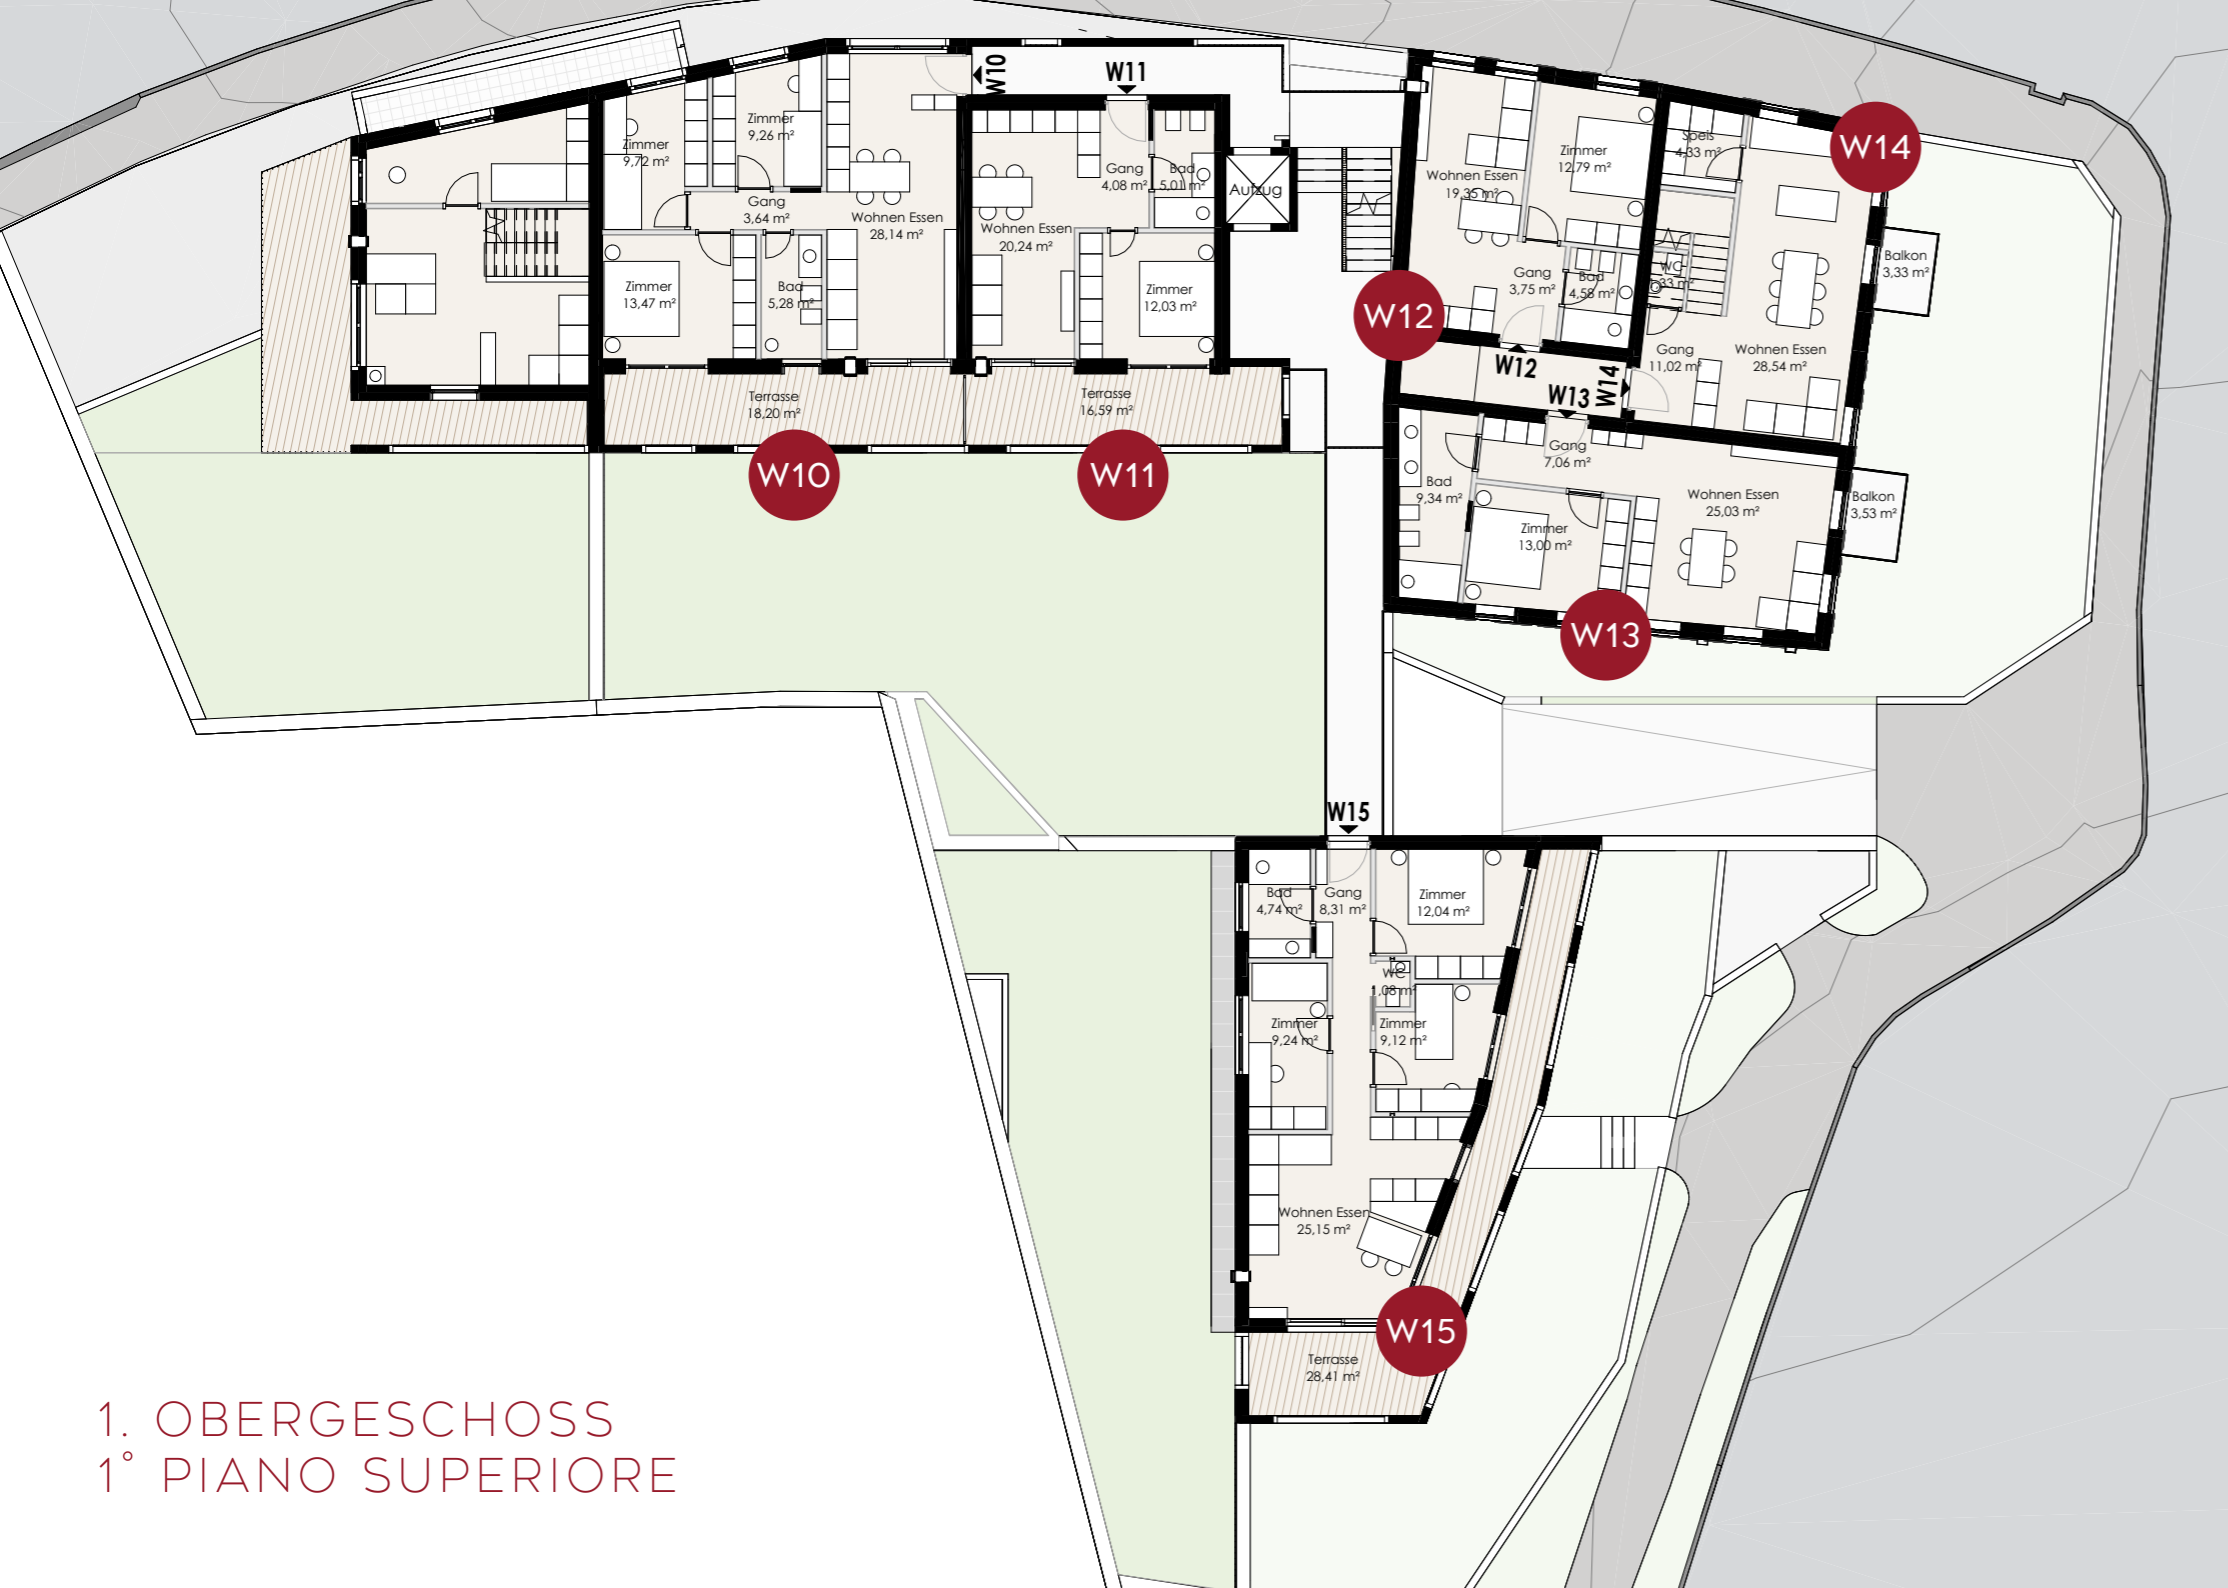 W10
W11
Zimmer
9,72 m²
Zimmer
9,26 m²
Gang
3,64 m²
Wohnen Essen
28,14 m²
Zimmer
13,47 m²
Bad
5,28 m²
Terrasse
18,20 m²
W10
Gang
4,08 m²
Bad
5,01 m²
Wohnen Essen
20,24 m²
Zimmer
12,03 m²
Terrasse
16,59 m²
W11
Aufzug
Wohnen Essen
19,35 m²
Zimmer
12,79 m²
Gang
3,75 m²
Bad
4,58 m²
W12
W12
W13
W14
Speis
4,33 m²
W14
WC
Gang
11,02 m²
Wohnen Essen
28,54 m²
Balkon
3,33 m²
Gang
7,06 m²
Bad
9,34 m²
Zimmer
13,00 m²
Wohnen Essen
25,03 m²
Balkon
3,53 m²
W13
W15
Bad
4,74 m²
Gang
8,31 m²
Zimmer
12,04 m²
WC
1,08 m²
Zimmer
9,24 m²
Zimmer
9,12 m²
Wohnen Essen
25,15 m²
W15
Terrasse
28,41 m²
1. OBERGESCHOSS
1° PIANO SUPERIORE